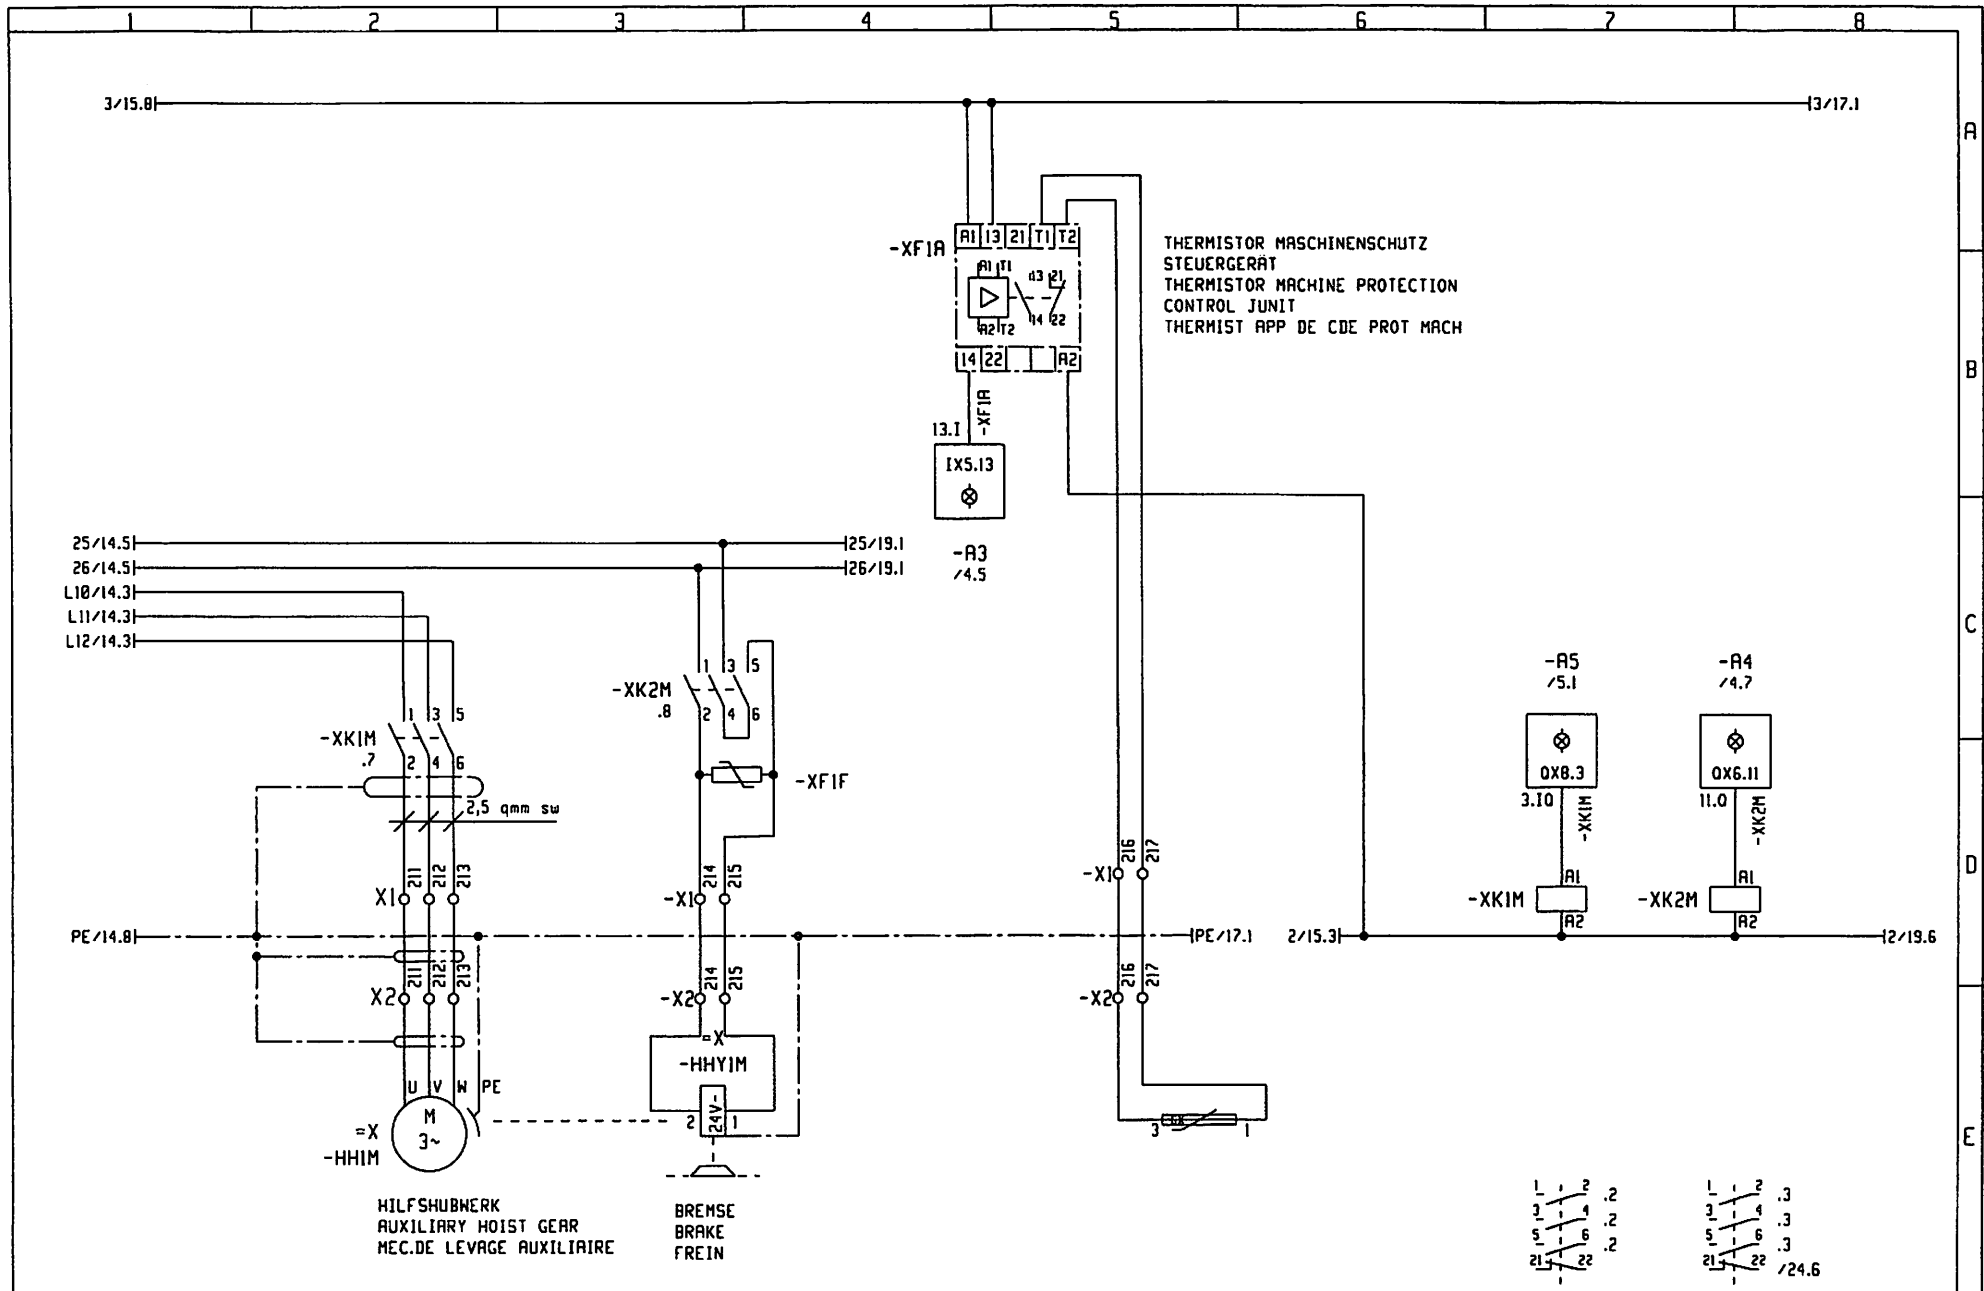 1 2 3 4 5 6 7 8
3/15.8
3/17.1
A
-XF1A
A1 13 21 T1 T2
A1 T1
13 21
14 22
A2 T2
14 22 A2
THERMISTOR MASCHINENSCHUTZ
STEUERGERÄT
THERMISTOR MACHINE PROTECTION
CONTROL JUNIT
THERMIST APP DE CDE PROT MACH
B
-XF1A
13.I
IX5.13
-A3
/4.5
25/14.5
25/19.1
26/14.5
26/19.1
L10/14.3
L11/14.3
L12/14.3
C
-XK1M
.7
1 3 5
2 4 6
2,5 qmm sw
-XK2M
.8
1 3 5
2 4 6
-XF1F
-A5
/5.1
QX8.3
3.IQ
-XK1M
-A4
/4.7
QX6.11
11.Q
-XK2M
D
X1
211 212 213
-X1
214 215
-X1
216 217
-XK1M
A1
A2
-XK2M
A1
A2
PE/14.8
PE/17.1
2/15.3
2/19.6
X2
211 212 213
-X2
214 215
-X2
216 217
=X
-HHY1M
24V-
2 1
U V W PE
M
3~
=X
-HH1M
3 1
E
HILFSHUBWERK
AUXILIARY HOIST GEAR
MEC.DE LEVAGE AUXILIAIRE
BREMSE
BRAKE
FREIN
1 2 .2
3 4 .2
5 6 .2
21 22
1 2 .3
3 4 .3
5 6 .3
21 22 /24.6